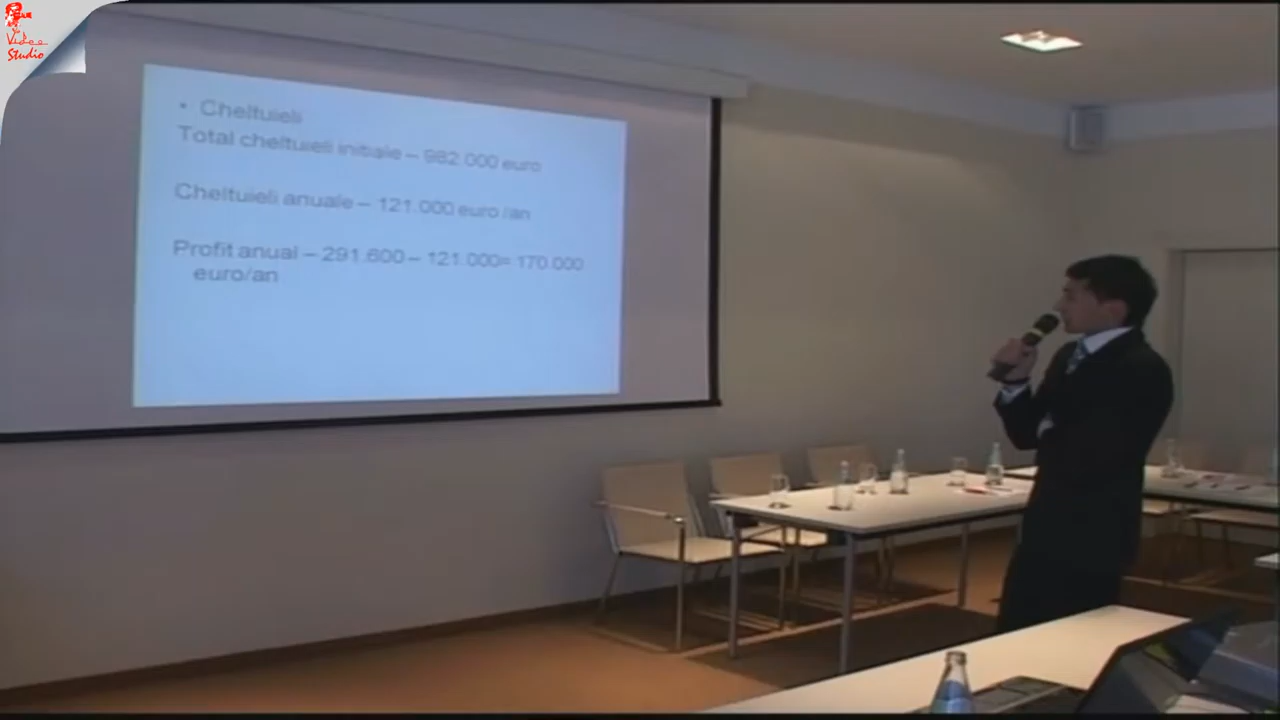 Video
Studio
• Cheltuieli
Total cheltuieli initiale – 982.000 euro
Cheltuieli anuale – 121.000 euro /an
Profit anual – 291.600 – 121.000= 170.000
euro/an